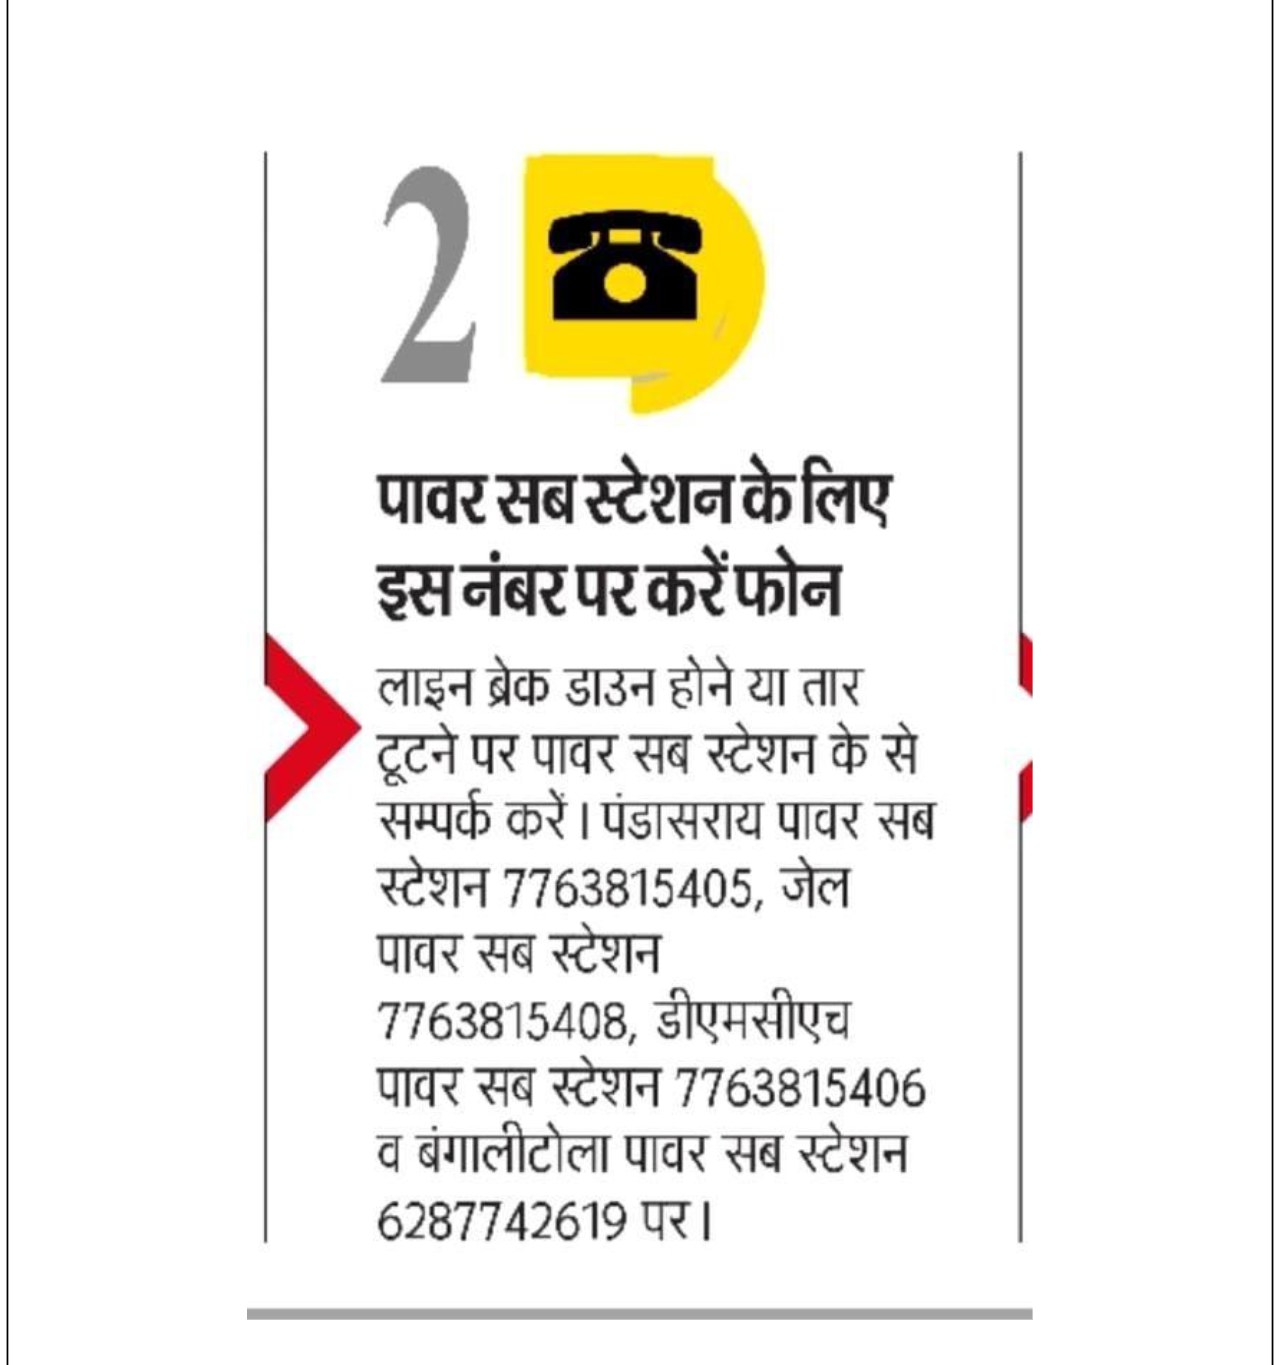 2
पावर सब स्टेशन के लिए
इस नंबर पर करें फोन
लाइन ब्रेक डाउन होने या तार
टूटने पर पावर सब स्टेशन के से
सम्पर्क करें। पंडासराय पावर सब
स्टेशन 7763815405, जेल
पावर सब स्टेशन
7763815408, डीएमसीएच
पावर सब स्टेशन 7763815406
व बंगालीटोला पावर सब स्टेशन
6287742619 पर।